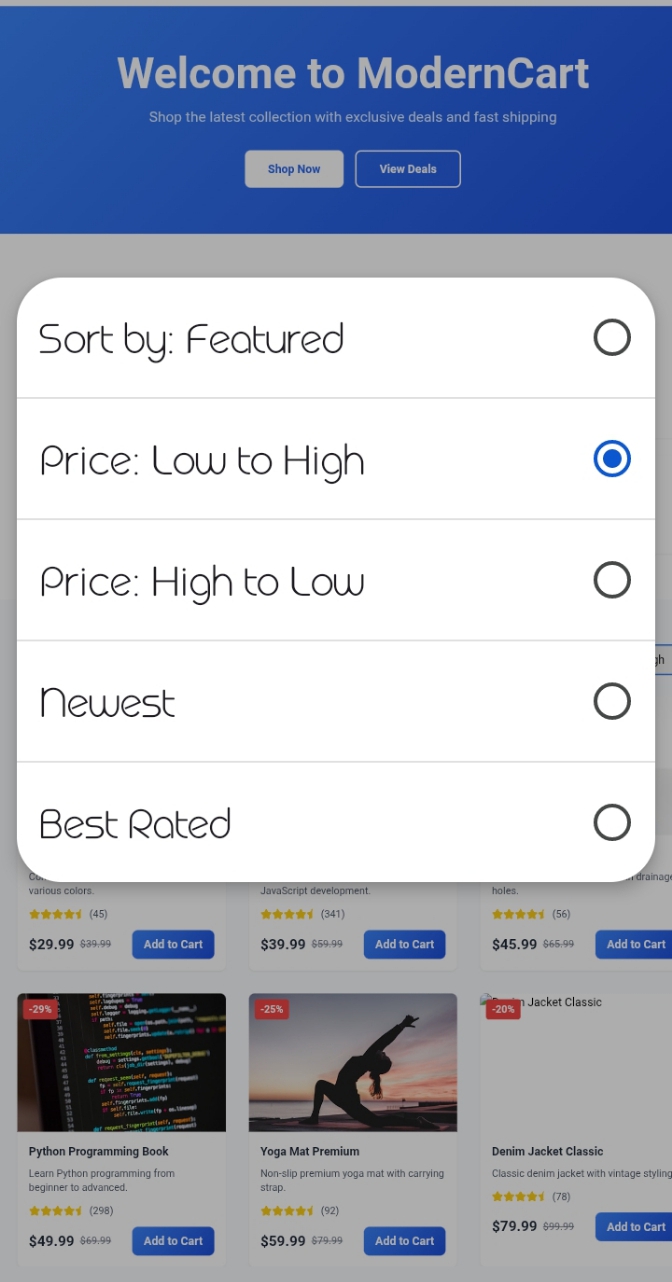 Welcome to ModernCart
Shop the latest collection with exclusive deals and fast shipping
Shop Now
View Deals
Sort by: Featured
Price: Low to High
Price: High to Low
Newest
Best Rated
various colors.
JavaScript development.
drainage
holes.
(45)
(341)
(56)
$29.99 $39.99 Add to Cart
$39.99 $59.99 Add to Cart
$45.99 $65.99 Add to Cart
-29%
-25%
-20%
Jacket Classic
Python Programming Book
Learn Python programming from
beginner to advanced.
(298)
$49.99 $69.99 Add to Cart
Yoga Mat Premium
Non-slip premium yoga mat with carrying
strap.
(92)
$59.99 $79.99 Add to Cart
Denim Jacket Classic
Classic denim jacket with vintage styling
(78)
$79.99 $99.99 Add to Cart